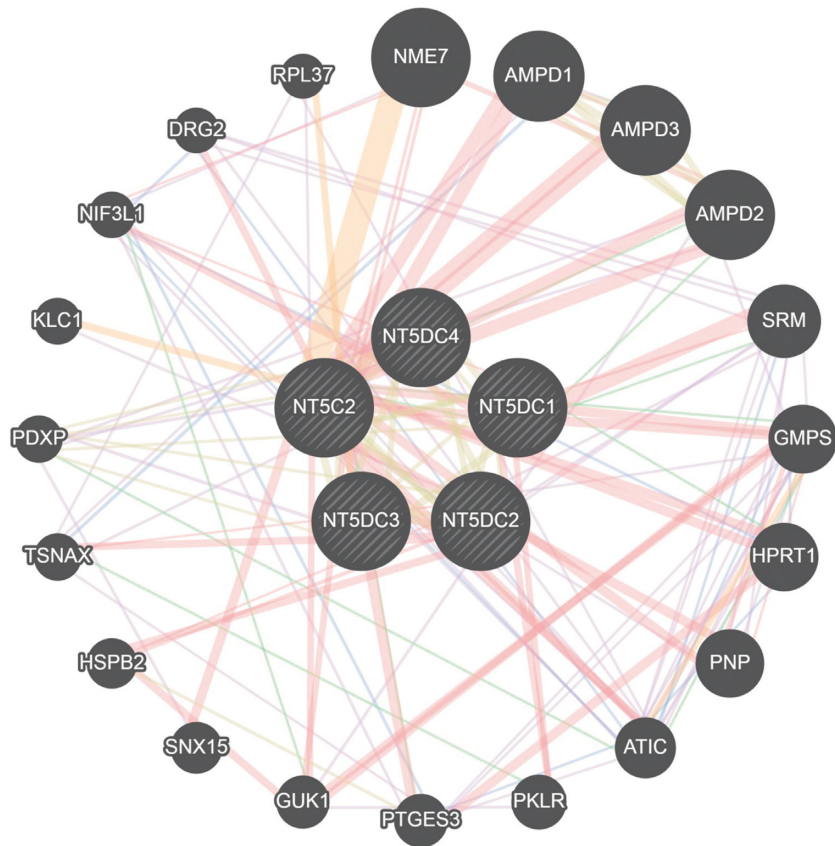 NME7
AMPD1
RPL37
AMPD3
DRG2
AMPD2
NIF3L1
SRM
KLC1
NT5DC4
NT5C2
NT5DC1
PDXP
GMPS
NT5DC3
NT5DC2
TSNAX
HPRT1
HSPB2
PNP
SNX15
ATIC
GUK1
PTGES3
PKLR